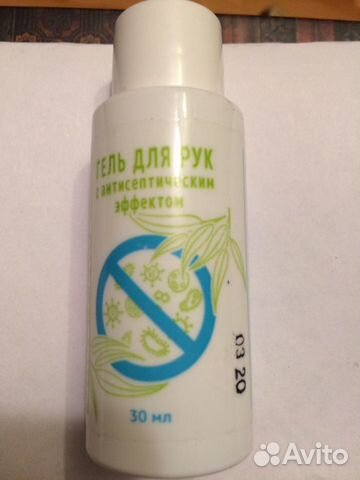 ГЕЛЬ ДЛЯ РУК
с антисептическим
эффектом
30 мл
03 20
Avito